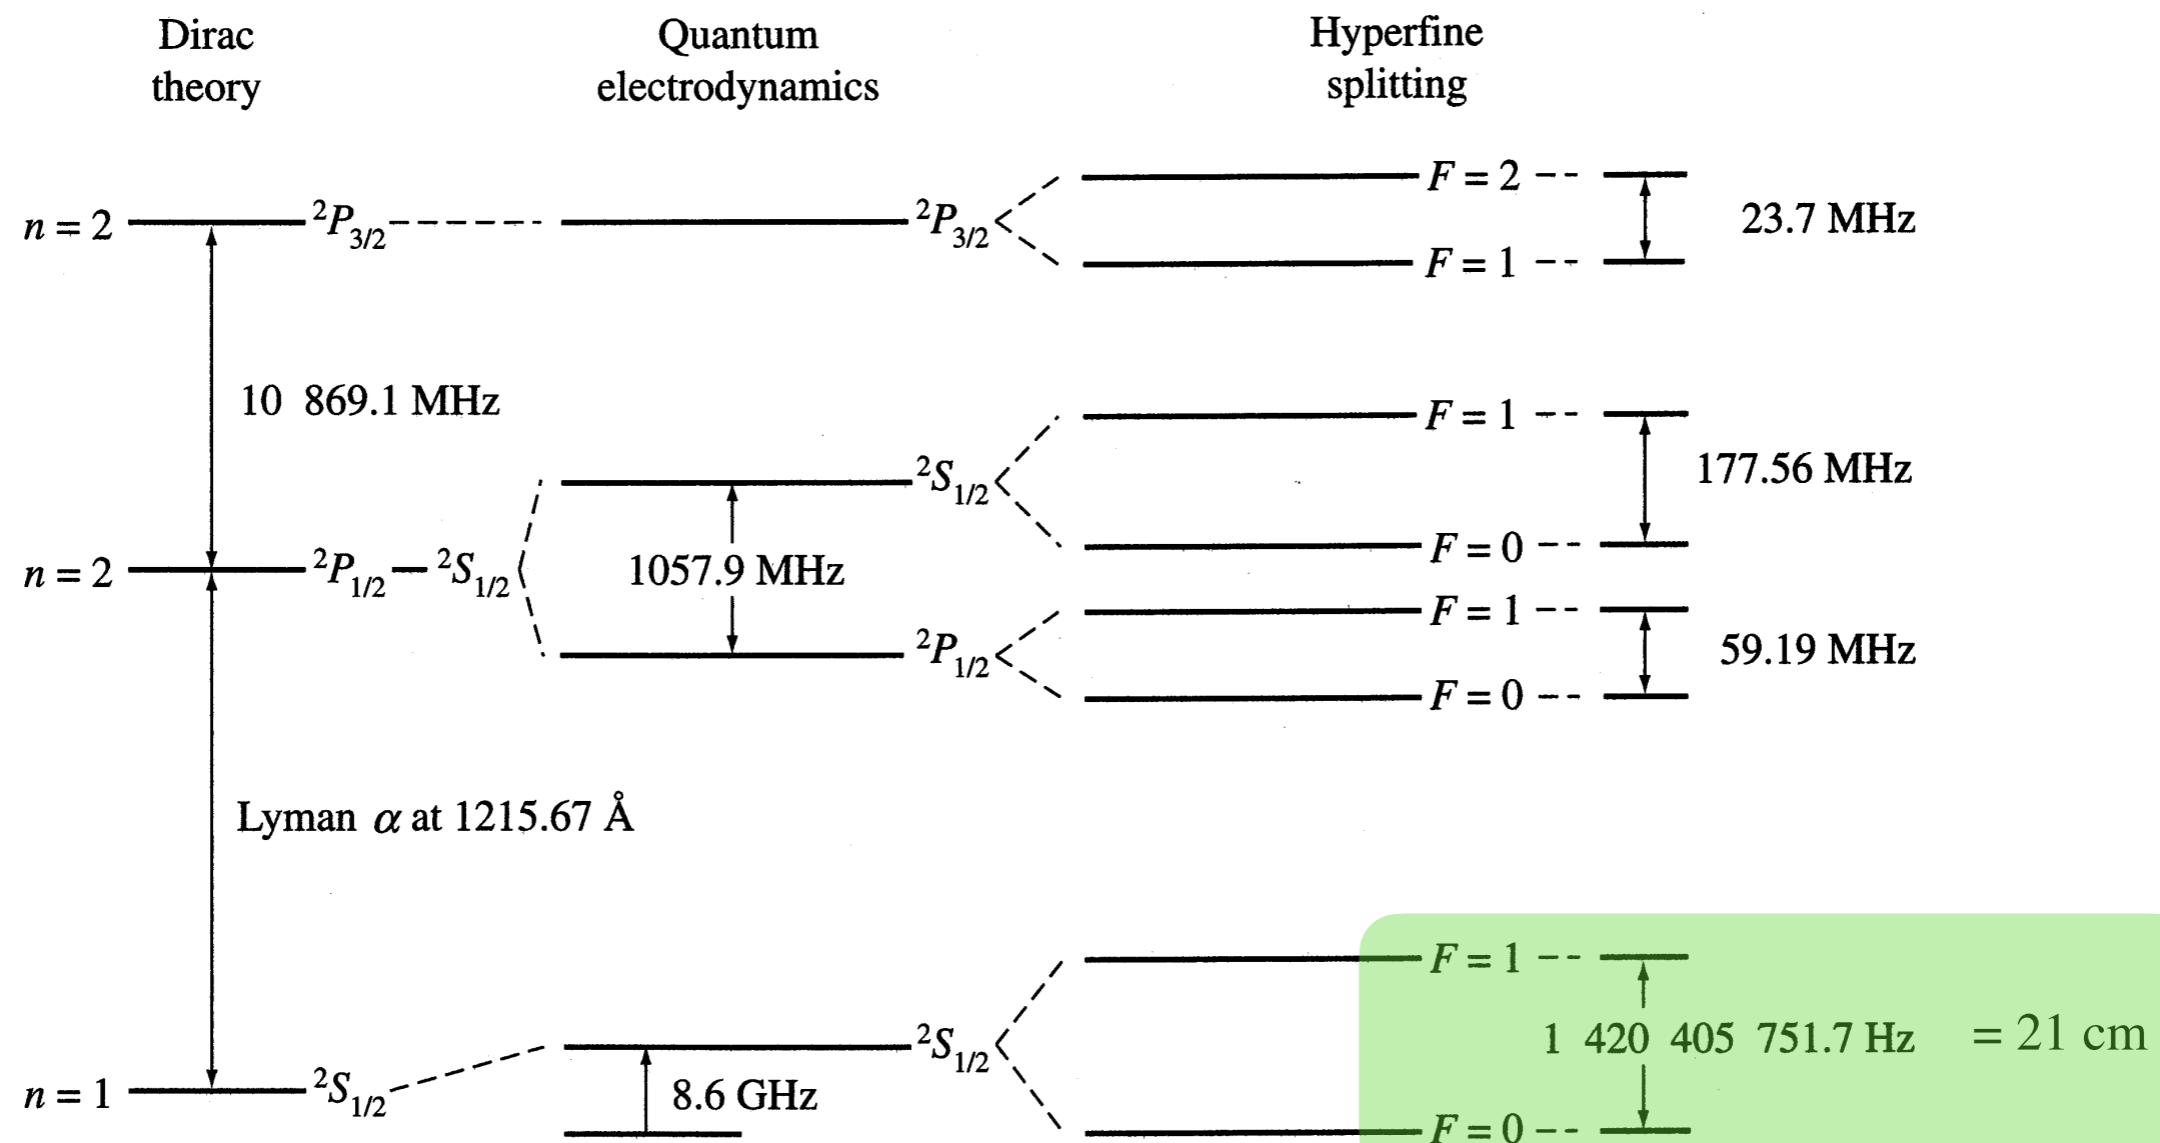 Dirac
theory
Quantum
electrodynamics
Hyperfine
splitting
n = 2
²P₃/₂
²P₃/₂
F = 2
F = 1
23.7 MHz
10 869.1 MHz
n = 2
²P₁/₂
²S₁/₂
1057.9 MHz
²S₁/₂
F = 1
F = 0
177.56 MHz
²P₁/₂
F = 1
F = 0
59.19 MHz
Lyman α at 1215.67 Å
n = 1
²S₁/₂
8.6 GHz
²S₁/₂
F = 1
1 420 405 751.7 Hz = 21 cm
F = 0